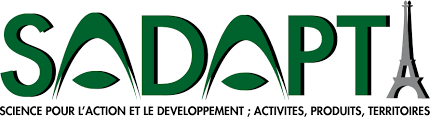 SADAPT
SCIENCE POUR L'ACTION ET LE DEVELOPPEMENT ; ACTIVITES, PRODUITS, TERRITOIRES